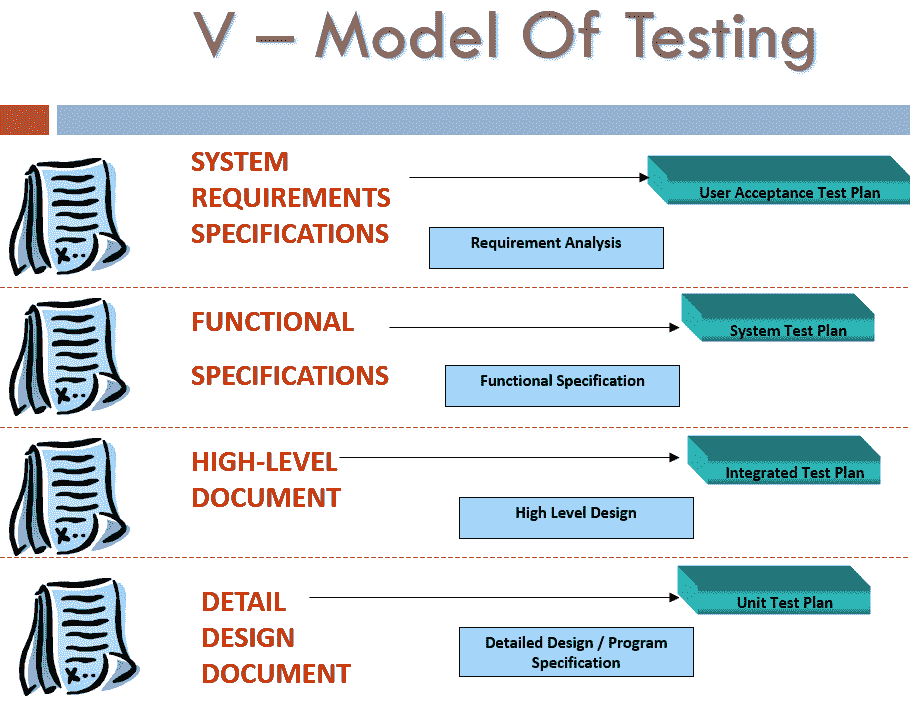 V – Model Of Testing
SYSTEM
REQUIREMENTS
SPECIFICATIONS
User Acceptance Test Plan
Requirement Analysis
FUNCTIONAL
SPECIFICATIONS
System Test Plan
Functional Specification
HIGH-LEVEL
DOCUMENT
Integrated Test Plan
High Level Design
DETAIL
DESIGN
DOCUMENT
Unit Test Plan
Detailed Design / Program
Specification